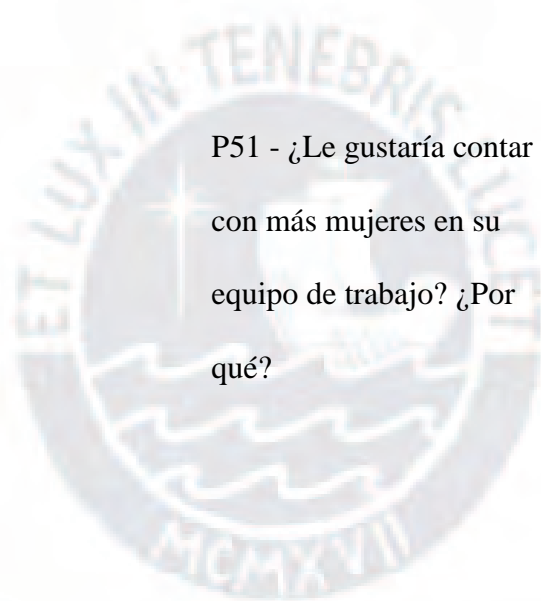 ET LUX IN TENEBRIS LUCET
P51 - ¿Le gustaría contar
con más mujeres en su
equipo de trabajo? ¿Por
qué?
MCMXVII